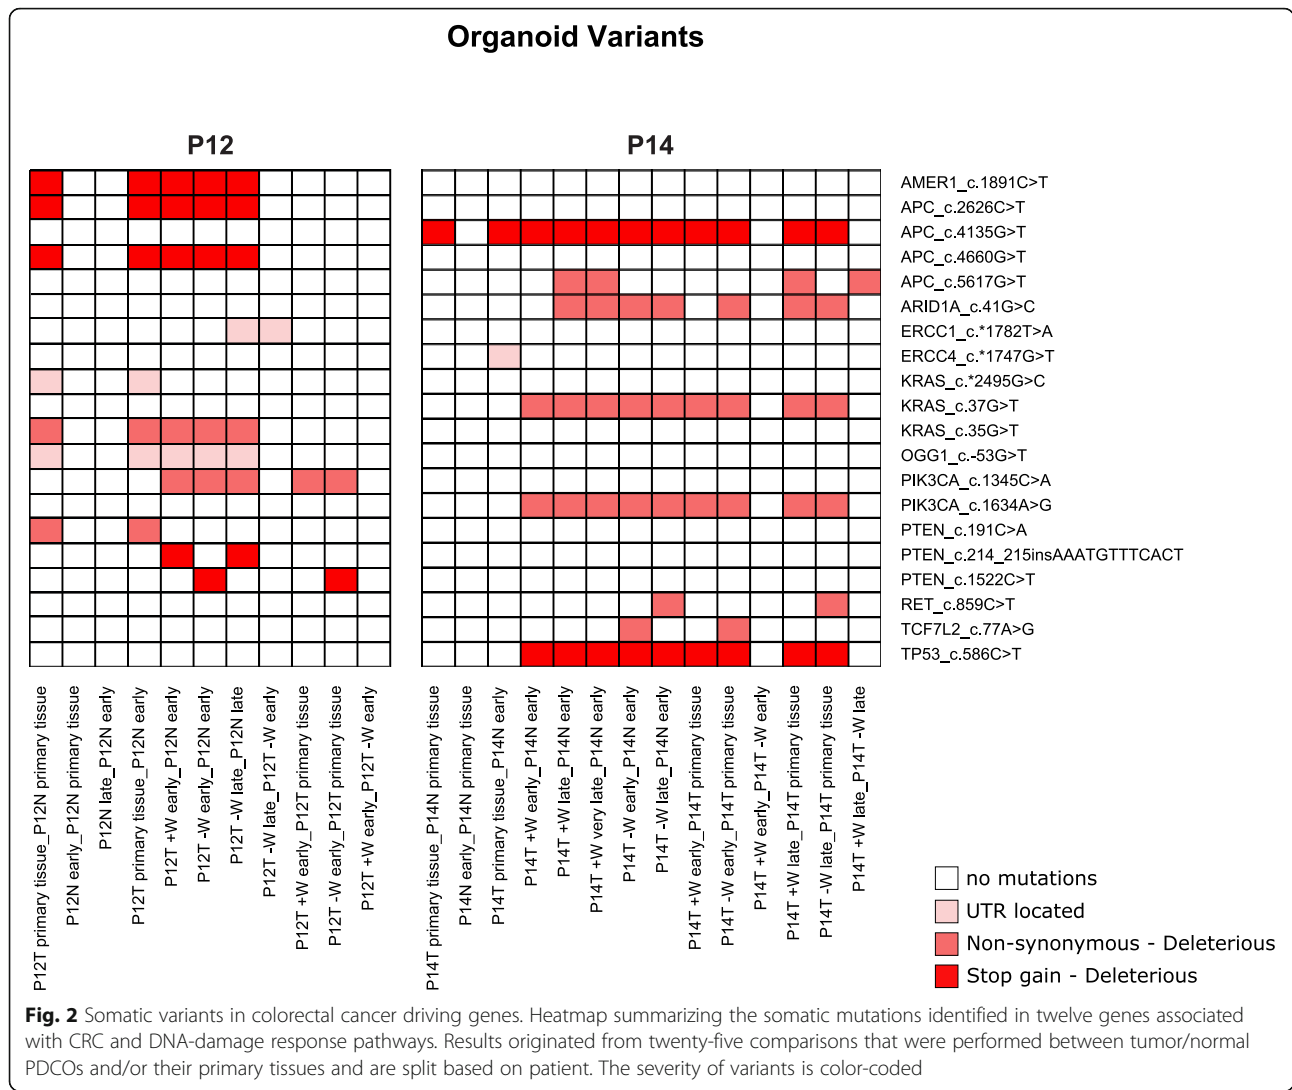 Organoid Variants
P12
P14
AMER1_c.1891C>T
APC_c.2626C>T
APC_c.4135G>T
APC_c.4660G>T
APC_c.5617G>T
ARID1A_c.41G>C
ERCC1_c.*1782T>A
ERCC4_c.*1747G>T
KRAS_c.*2495G>C
KRAS_c.37G>T
KRAS_c.35G>T
OGG1_c.-53G>T
PIK3CA_c.1345C>A
PIK3CA_c.1634A>G
PTEN_c.191C>A
PTEN_c.214_215insAAATGTTTCACT
PTEN_c.1522C>T
RET_c.859C>T
TCF7L2_c.77A>G
TP53_c.586C>T
P12T primary tissue_P12N primary tissue
P12N early_P12N primary tissue
P12N late_P12N early
P12T primary tissue_P12N early
P12T +W early_P12N early
P12T -W early_P12N early
P12T -W late_P12N late
P12T -W late_P12T -W early
P12T +W early_P12T primary tissue
P12T -W early_P12T primary tissue
P12T +W early_P12T -W early
P14T primary tissue_P14N primary tissue
P14N early_P14N primary tissue
P14T primary tissue_P14N early
P14T +W early_P14N early
P14T +W late_P14N early
P14T +W very late_P14N early
P14T -W early_P14N early
P14T -W late_P14N early
P14T +W early_P14T primary tissue
P14T -W early_P14T primary tissue
P14T +W early_P14T -W early
P14T +W late_P14T primary tissue
P14T -W late_P14T primary tissue
P14T +W late_P14T -W late
no mutations
UTR located
Non-synonymous - Deleterious
Stop gain - Deleterious
Fig. 2 Somatic variants in colorectal cancer driving genes. Heatmap summarizing the somatic mutations identified in twelve genes associated
with CRC and DNA-damage response pathways. Results originated from twenty-five comparisons that were performed between tumor/normal
PDCOs and/or their primary tissues and are split based on patient. The severity of variants is color-coded